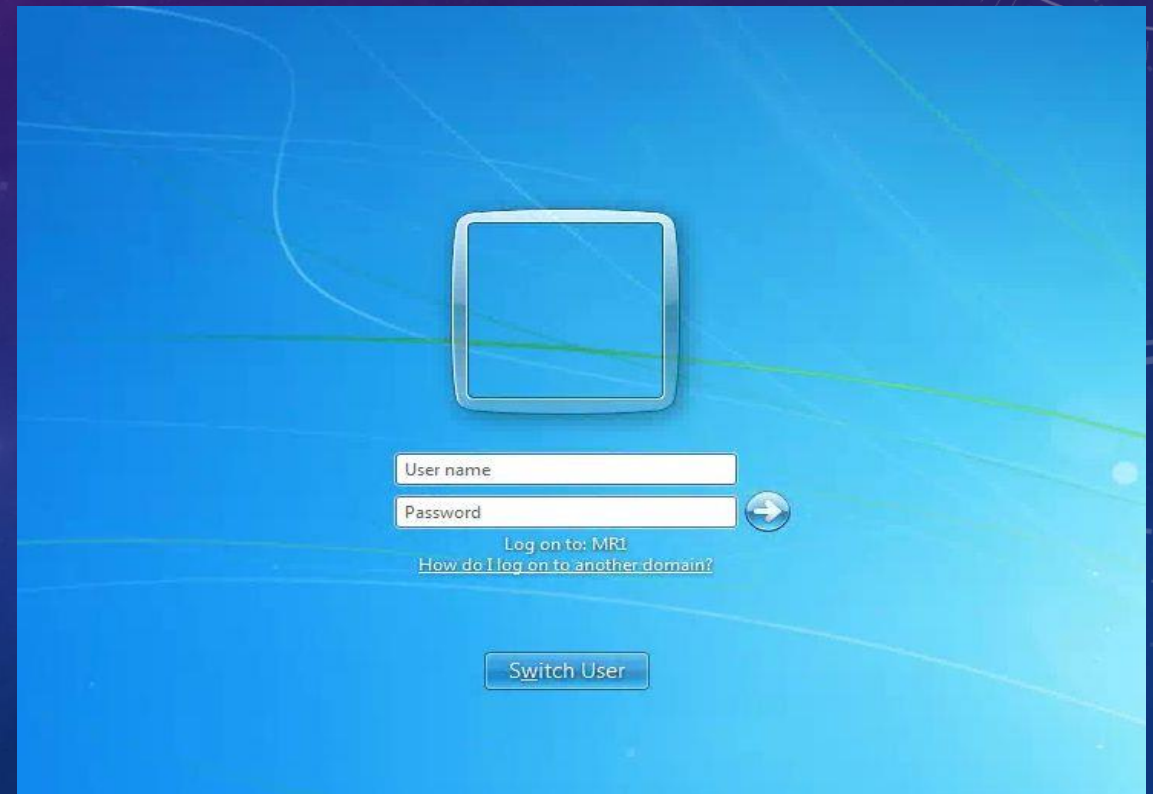 User name
Password
Log on to: MR1
How do I log on to another domain?
Switch User